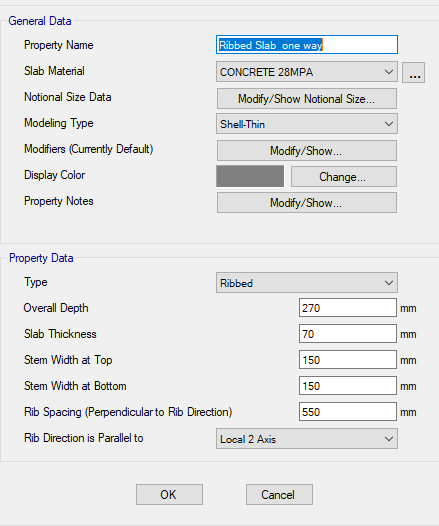 General Data
Property Name Ribbed Slab one way
Slab Material CONCRETE 28MPA ...
Notional Size Data Modify/Show Notional Size...
Modeling Type Shell-Thin
Modifiers (Currently Default) Modify/Show...
Display Color Change...
Property Notes Modify/Show...
Property Data
Type Ribbed
Overall Depth 270 mm
Slab Thickness 70 mm
Stem Width at Top 150 mm
Stem Width at Bottom 150 mm
Rib Spacing (Perpendicular to Rib Direction) 550 mm
Rib Direction is Parallel to Local 2 Axis
OK Cancel